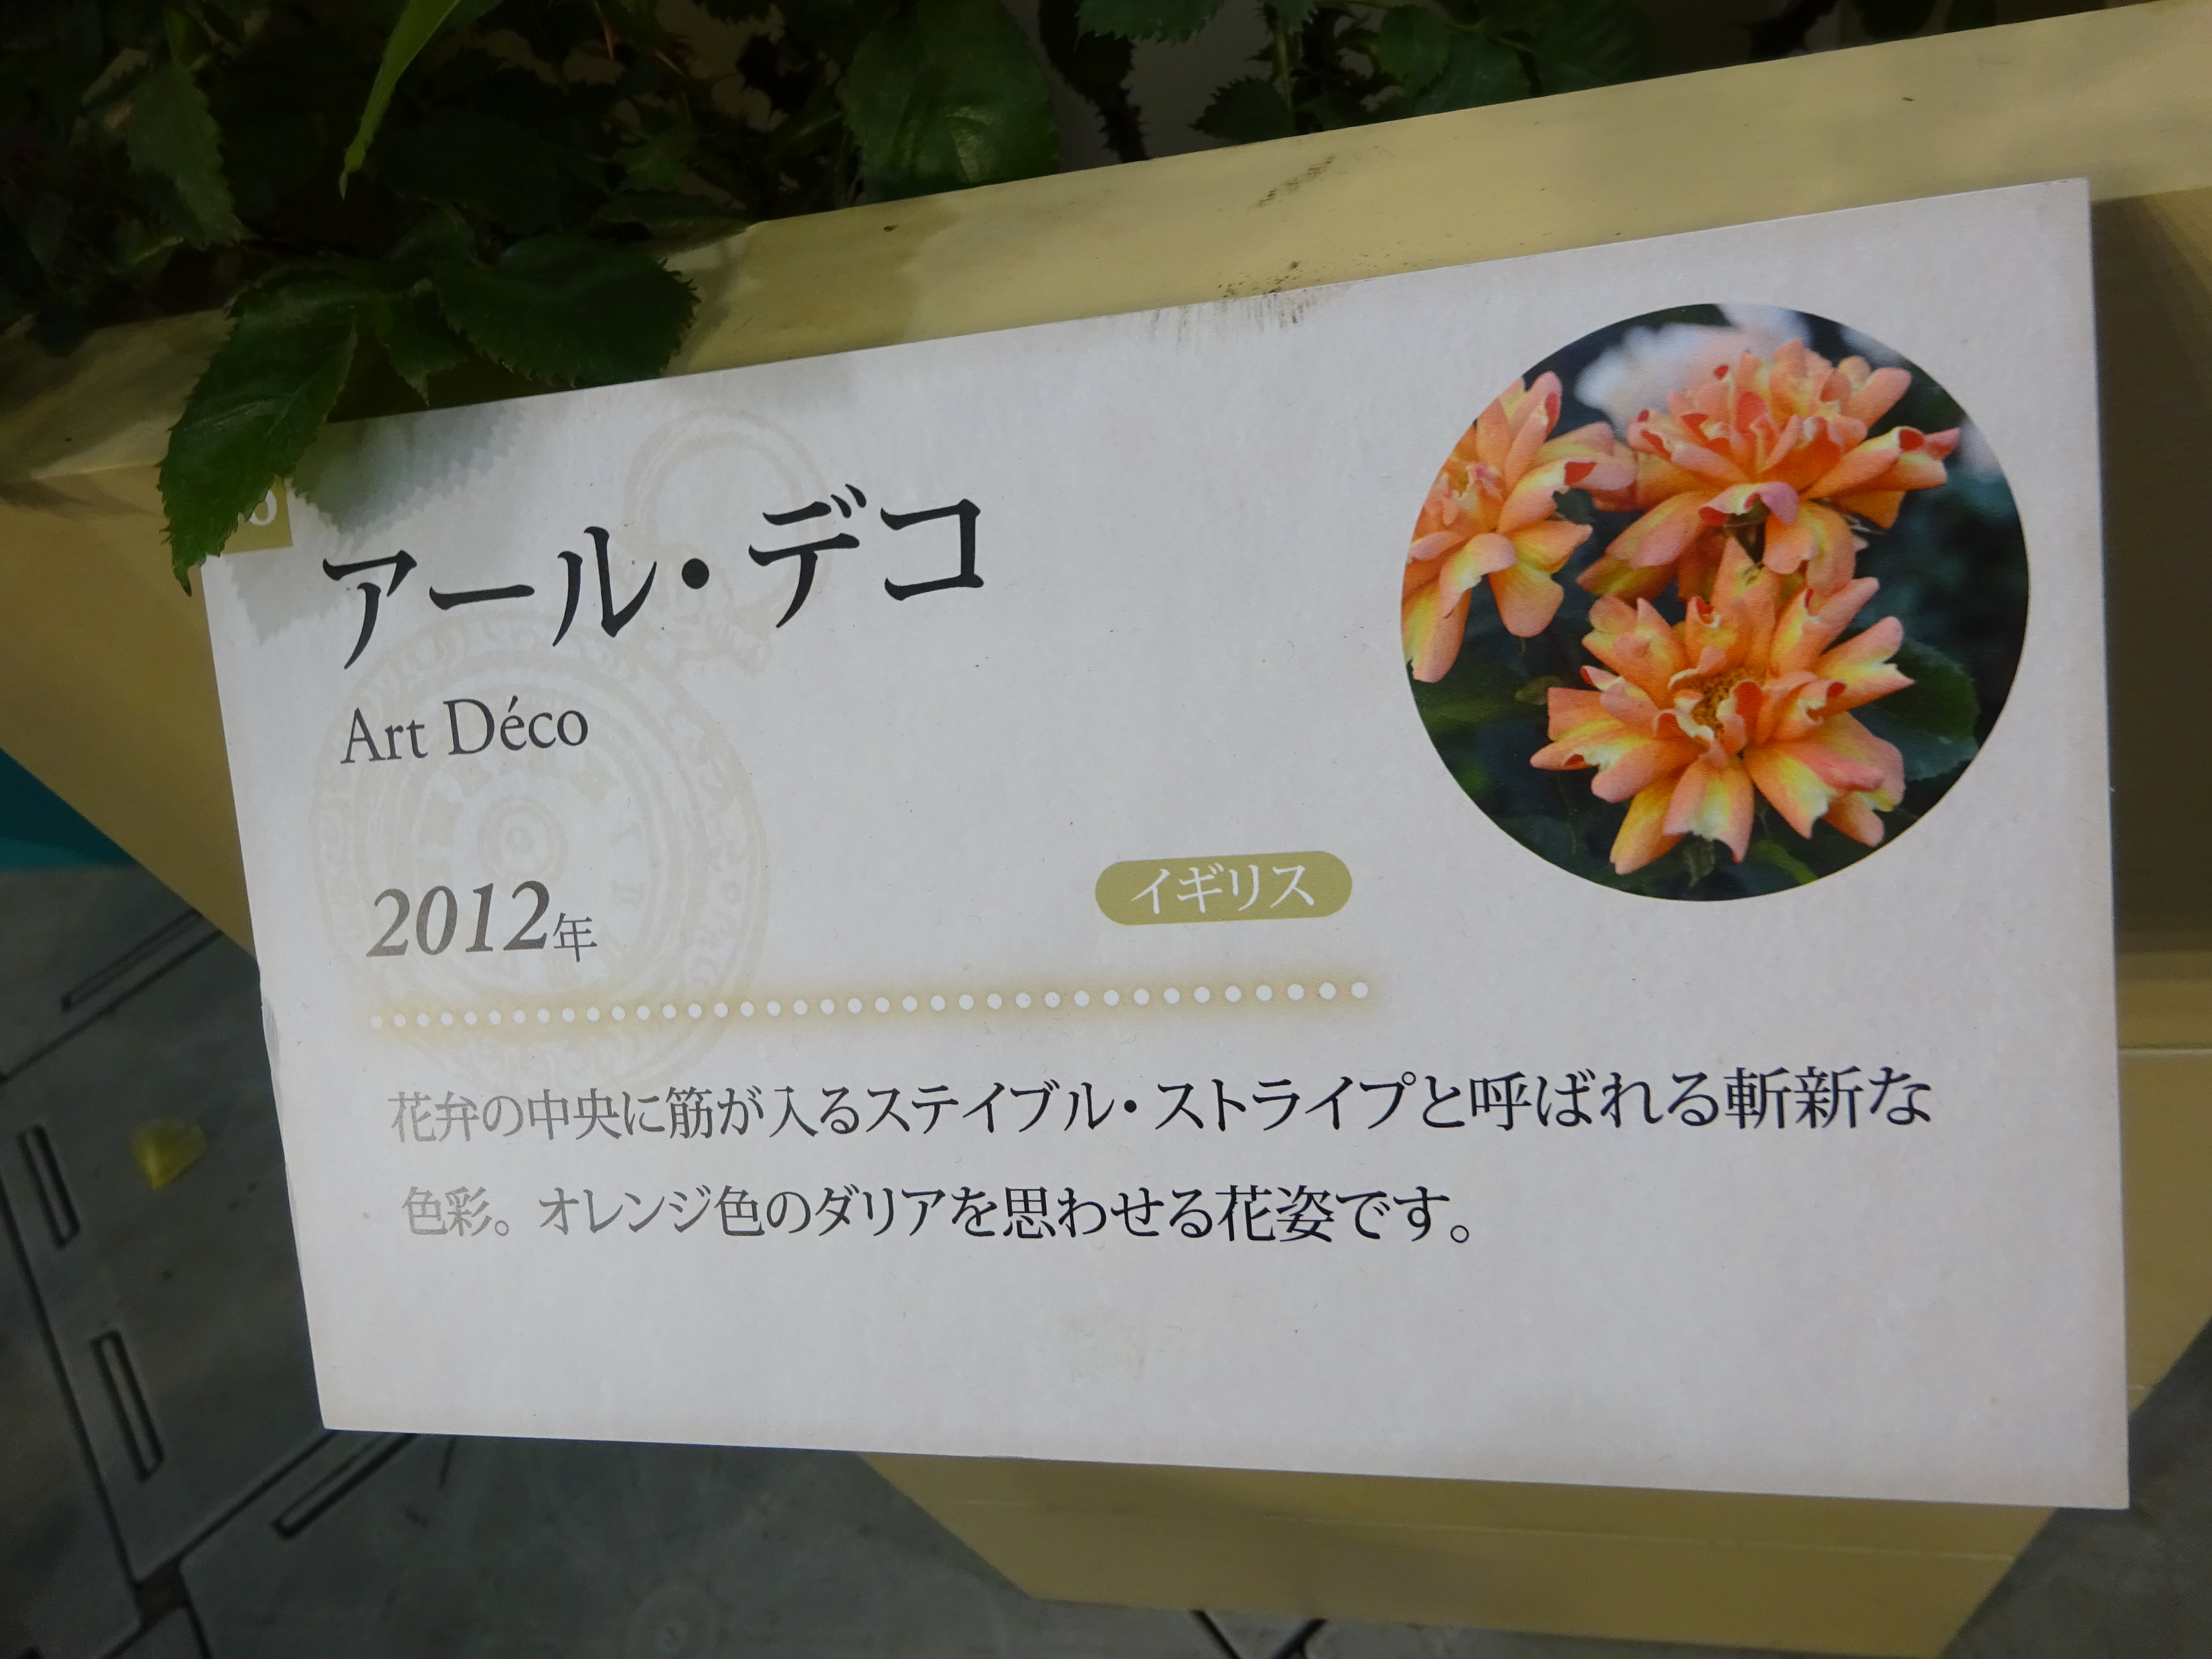 アール・デコ
Art Déco
2012年
イギリス
花弁の中央に筋が入るステイブル・ストライプと呼ばれる斬新な
色彩。オレンジ色のダリアを思わせる花姿です。